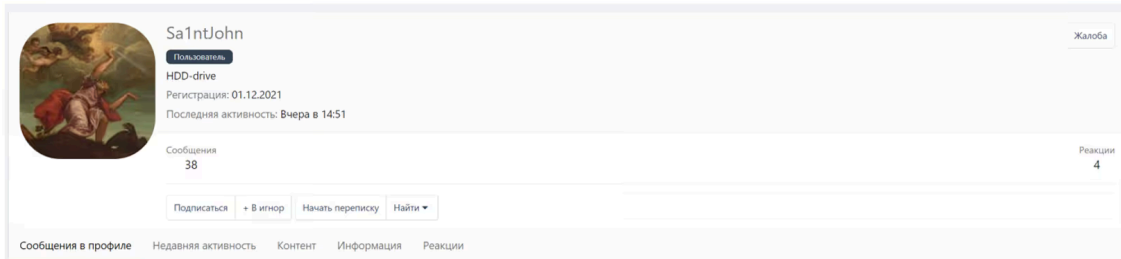 Sa1ntJohn
Жалоба
Пользователь
HDD-drive
Регистрация: 01.12.2021
Последняя активность: Вчера в 14:51
Сообщения
38
Реакции
4
Подписаться + В игнор Начать переписку Найти
Сообщения в профиле Недавняя активность Контент Информация Реакции